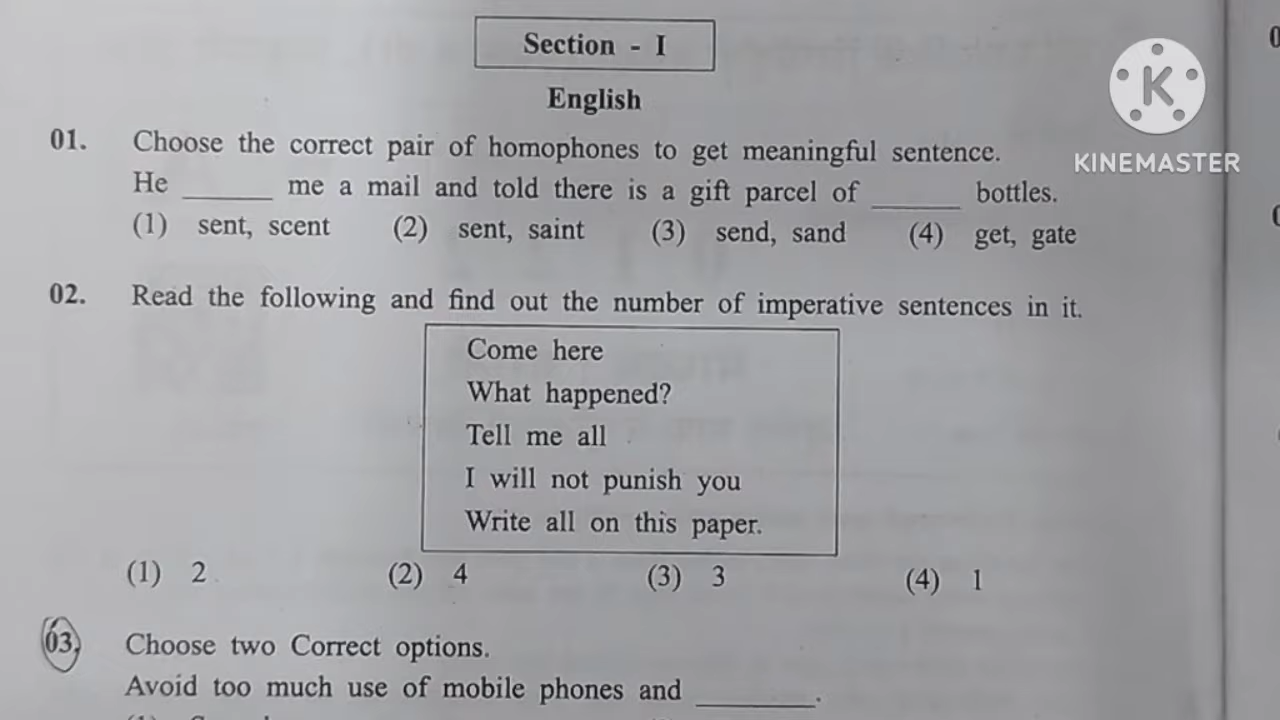 Section - I
English
01. Choose the correct pair of homophones to get meaningful sentence.
He ______ me a mail and told there is a gift parcel of ______ bottles.
(1) sent, scent (2) sent, saint (3) send, sand (4) get, gate
02. Read the following and find out the number of imperative sentences in it.
Come here
What happened?
Tell me all
I will not punish you
Write all on this paper.
(1) 2 (2) 4 (3) 3 (4) 1
03. Choose two Correct options.
Avoid too much use of mobile phones and ________.
K
KINEMASTER